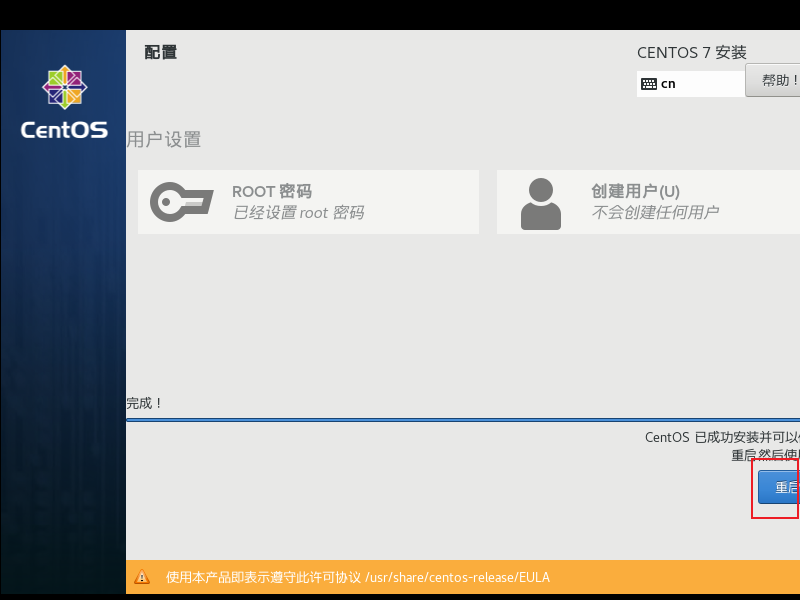 配置
CENTOS 7 安装
cn
帮助！
CentOS
用户设置
ROOT 密码
已经设置 root 密码
创建用户(U)
不会创建任何用户
完成！
CentOS 已成功安装并可以
重启然后使
重启
使用本产品即表示遵守此许可协议 /usr/share/centos-release/EULA